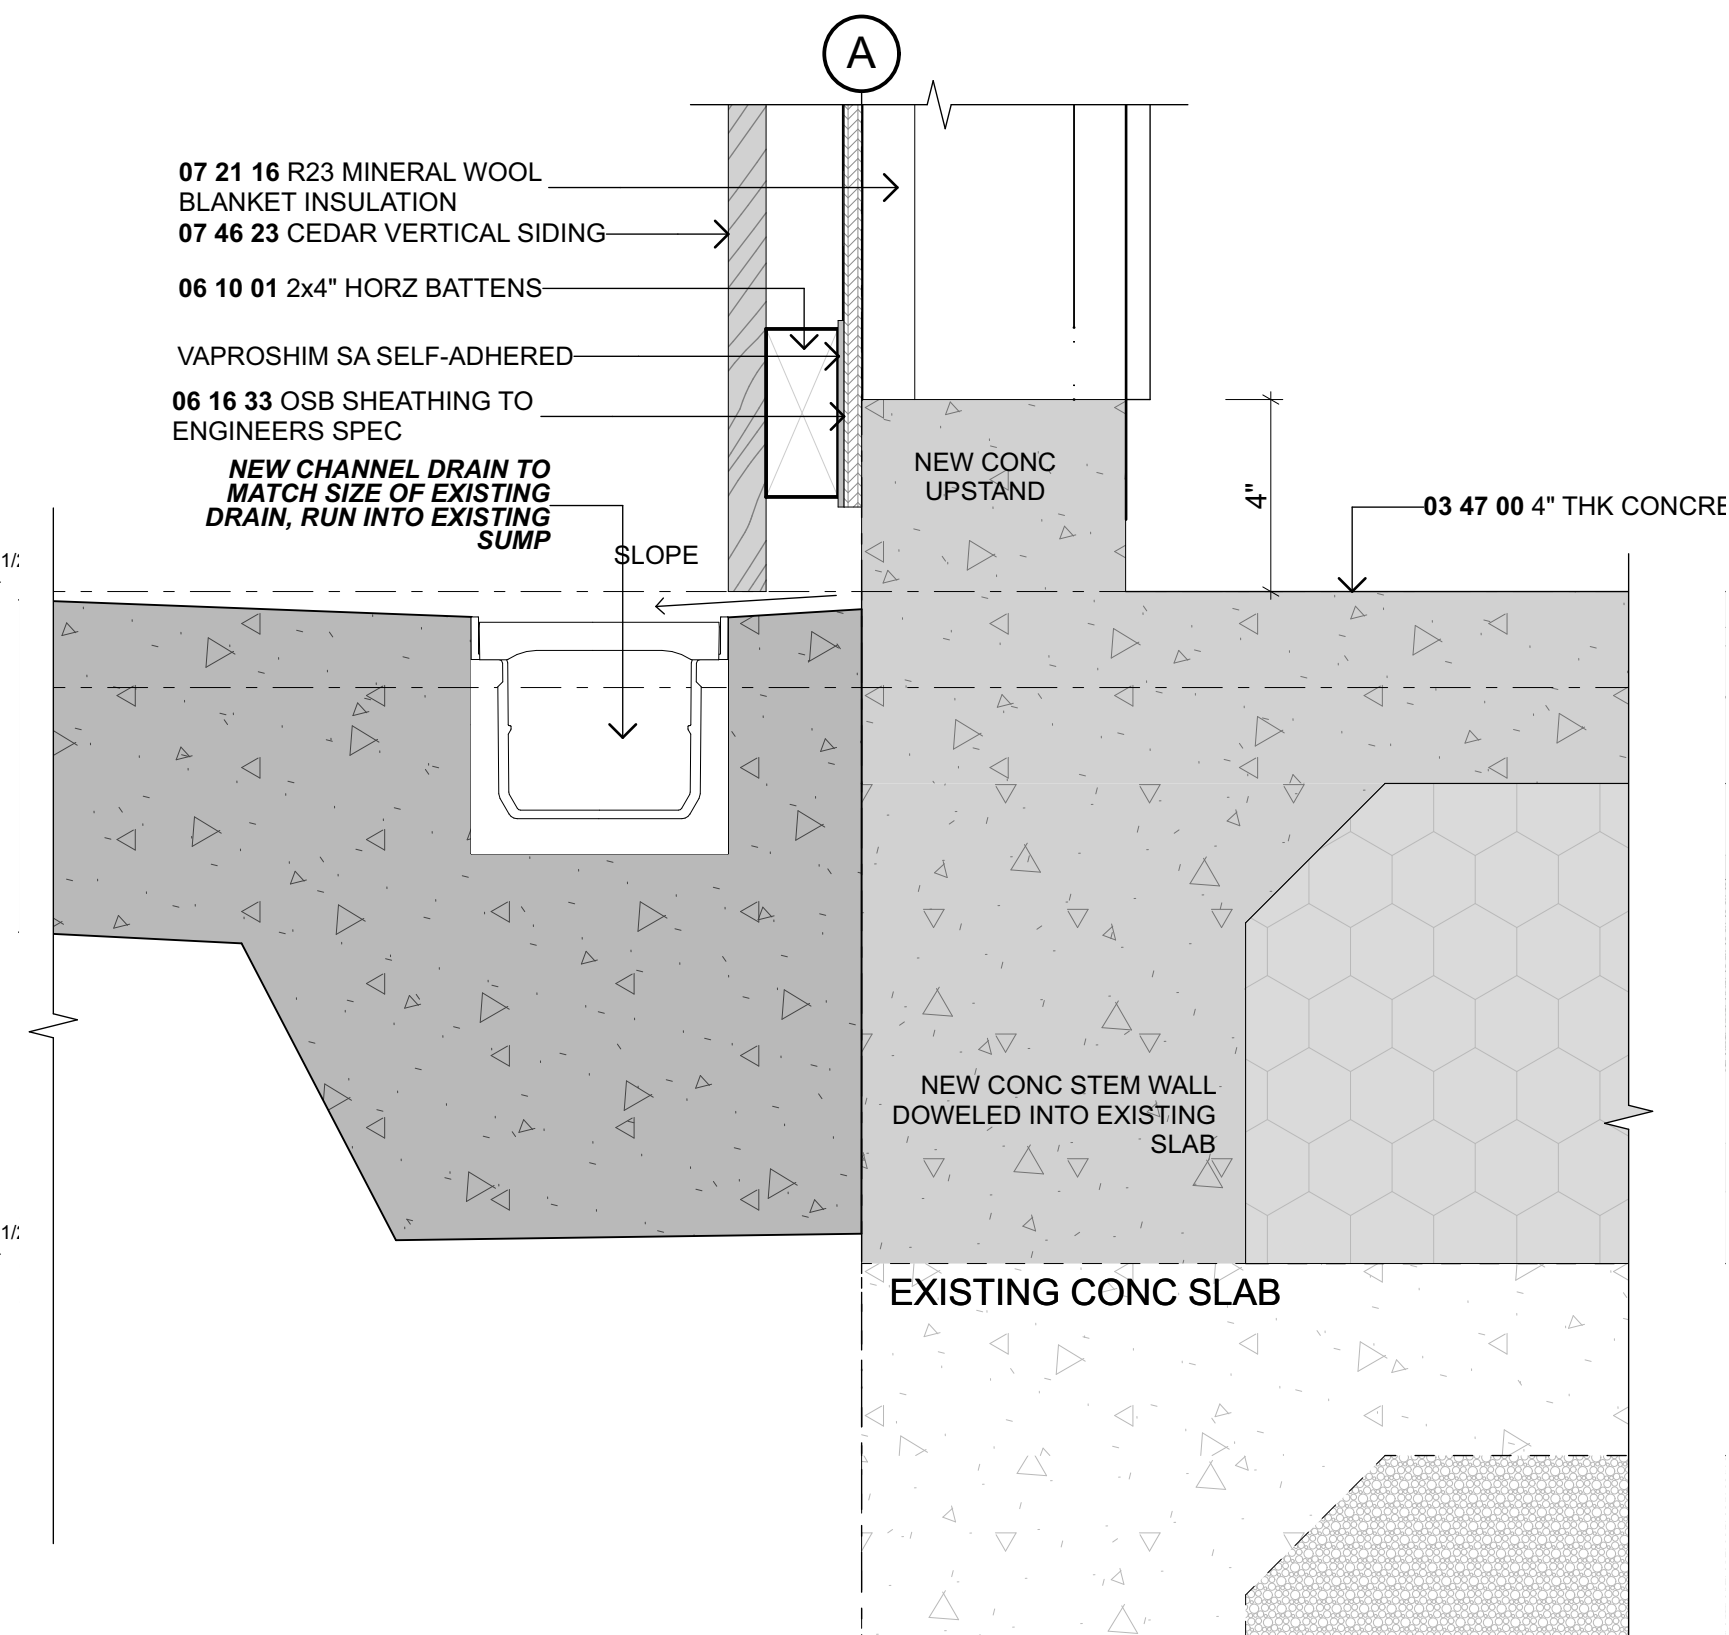 A
07 21 16 R23 MINERAL WOOL
BLANKET INSULATION
07 46 23 CEDAR VERTICAL SIDING
06 10 01 2x4" HORZ BATTENS
VAPROSHIM SA SELF-ADHERED
06 16 33 OSB SHEATHING TO
ENGINEERS SPEC
NEW CHANNEL DRAIN TO
MATCH SIZE OF EXISTING
DRAIN, RUN INTO EXISTING
SUMP
SLOPE
NEW CONC
UPSTAND
4"
03 47 00 4" THK
NEW CONC STEM WALL
DOWELED INTO EXISTING
SLAB
EXISTING CONC SLAB